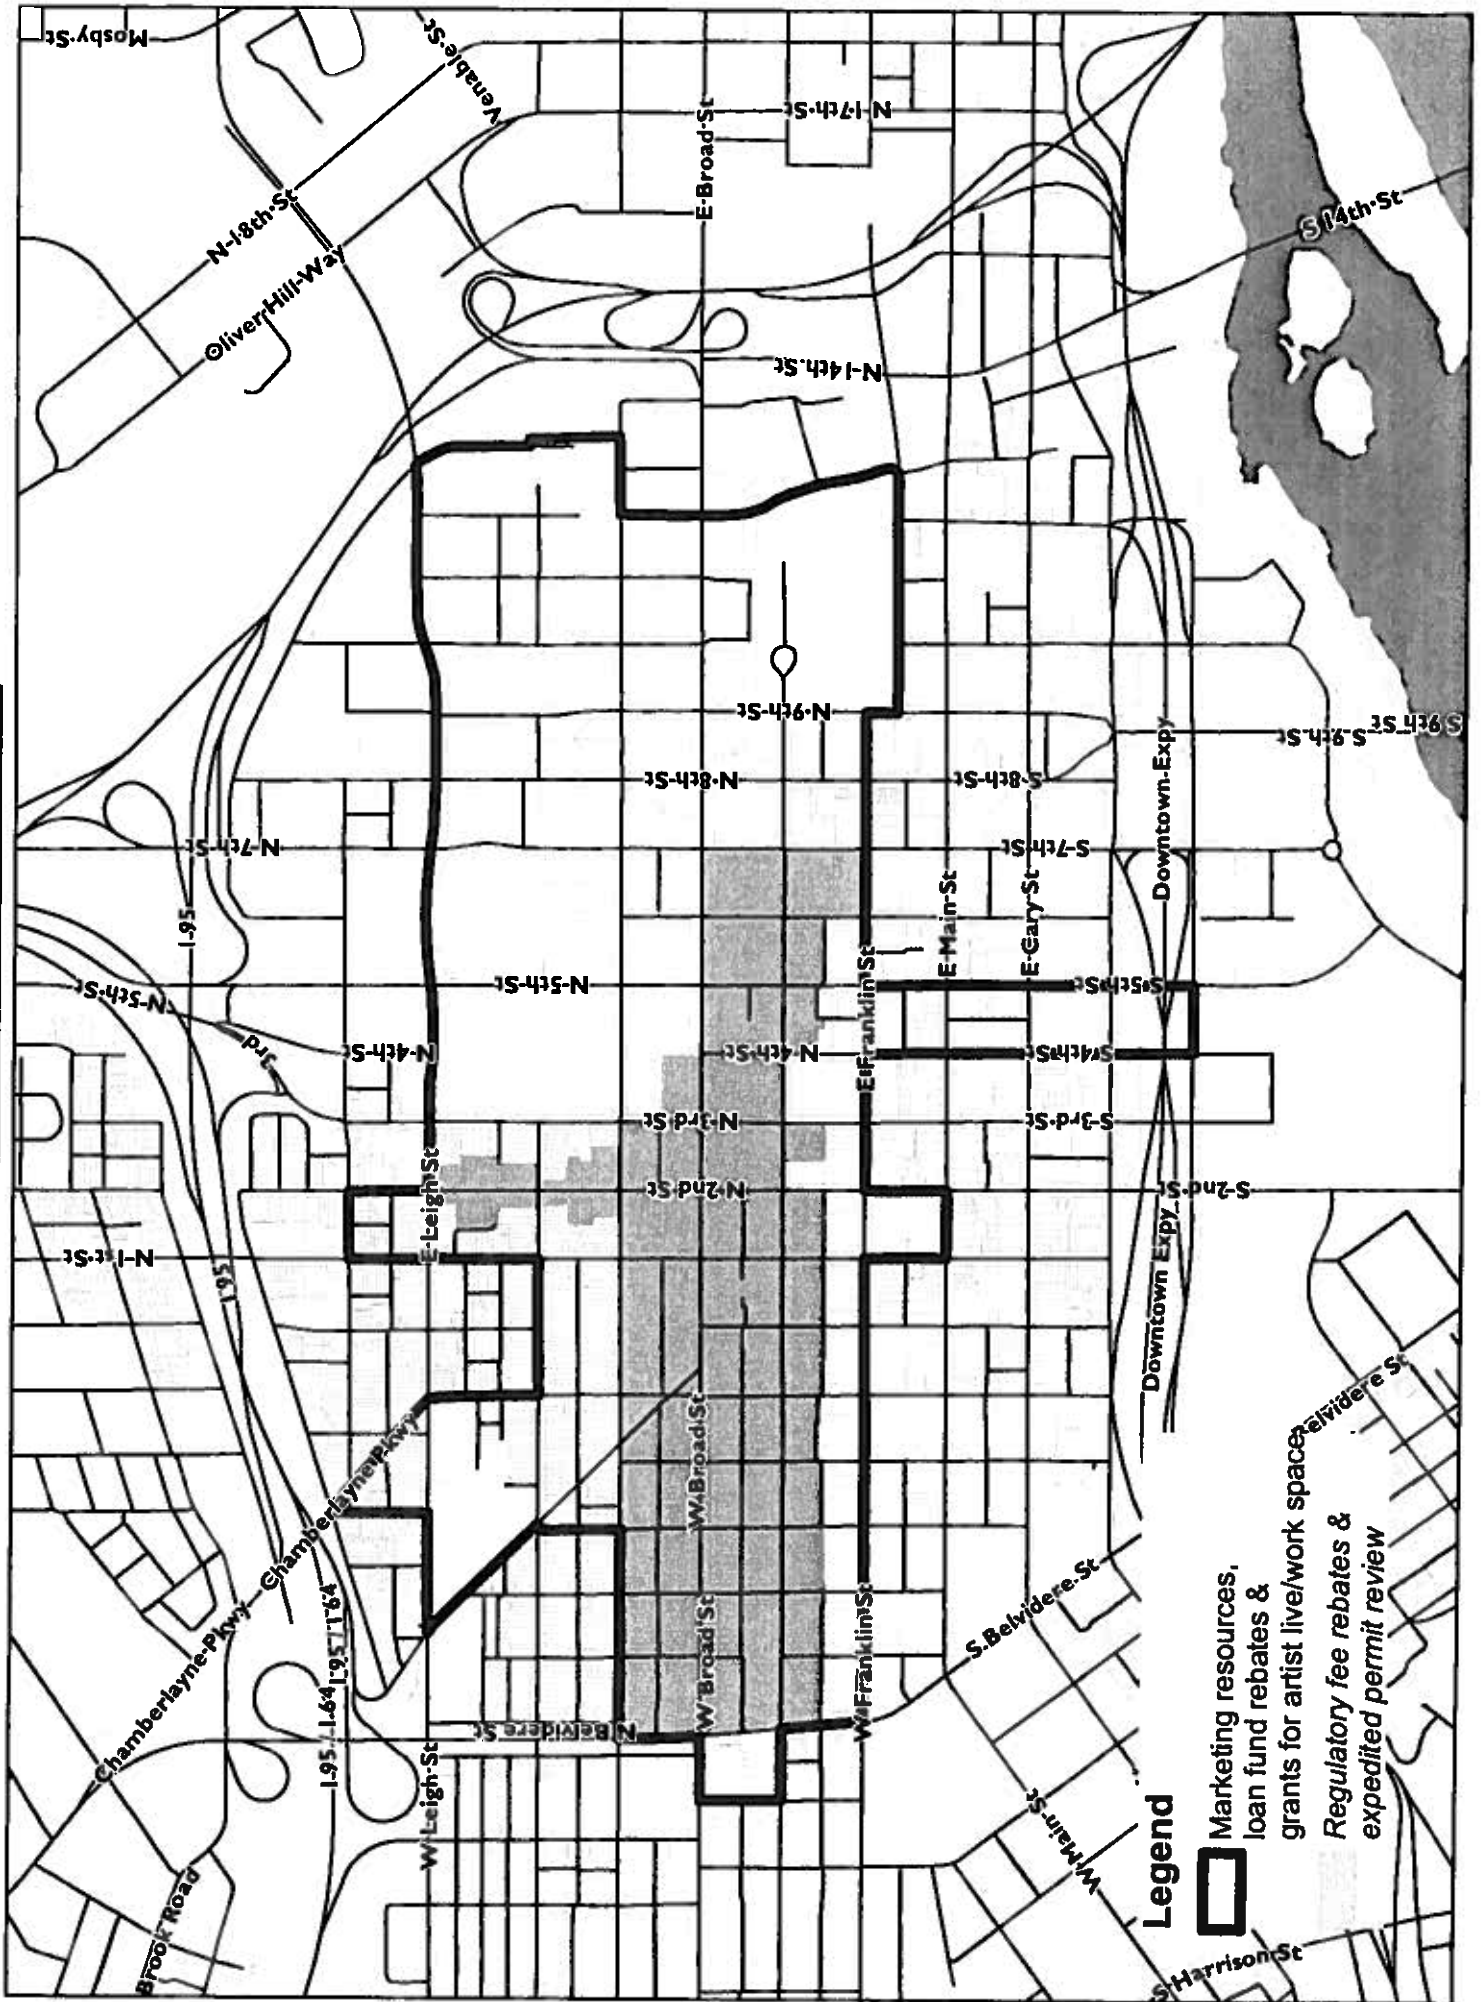 Mosby St
Venable St
N 18th St
Oliver Hill Way
E Broad St
N 17th St
S 14th St
N 14th St
N 9th St
S 9th St
S 9th St
N 8th St
S 8th St
Downtown Expy
N 7th St
S 7th St
I-95
E Main St
E Cary St
N 5th St
N 5th St
E Franklin St
S 5th St
3rd
N 4th St
N 4th St
E Franklin St
S 4th St
N 3rd St
S 3rd St
E Leigh St
N 2nd St
S 2nd St
N 1st St
I-95
Downtown Expy
Chamberlayne Pkwy
W Broad St
Belvidere St
Chamberlayne Pkwy
I-95 / I-64
W Broad St
W Franklin St
S Belvidere St
I-95 / I-64
N Belvidere St
W Leigh St
W Main St
Brook Road
S Harrison St
Legend
Marketing resources,
loan fund rebates &
grants for artist live/work space
Regulatory fee rebates &
expedited permit review